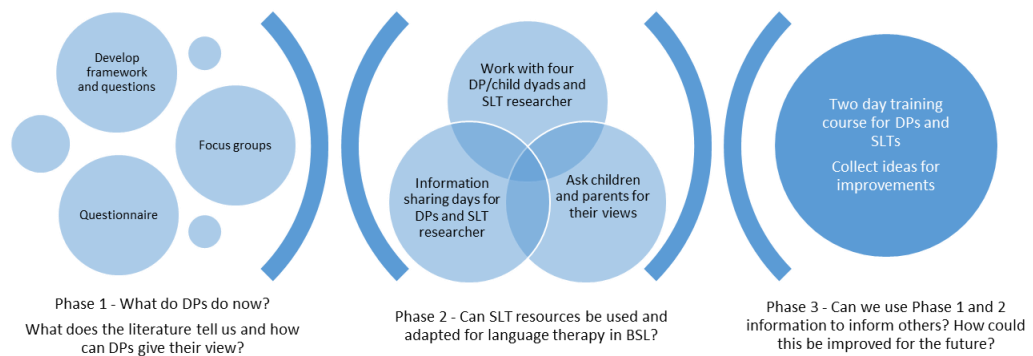 Develop
framework
and questions
Focus groups
Questionnaire
Phase 1 - What do DPs do now?
What does the literature tell us and how
can DPs give their view?
Work with four
DP/child dyads and
SLT researcher
Information
sharing days for
DPs and SLT
researcher
Ask children
and parents for
their views
Phase 2 - Can SLT resources be used and
adapted for language therapy in BSL?
Two day training
course for DPs and
SLTs
Collect ideas for
improvements
Phase 3 - Can we use Phase 1 and 2
information to inform others? How could
this be improved for the future?